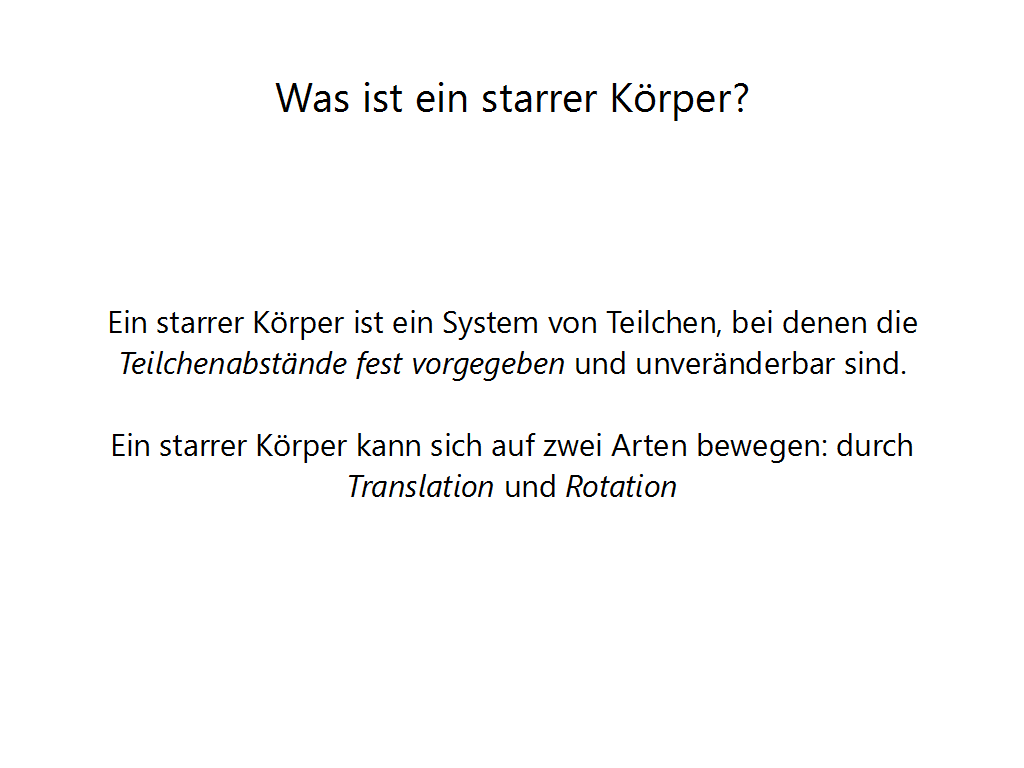 Was ist ein starrer Körper?
Ein starrer Körper ist ein System von Teilchen, bei denen die
Teilchenabstände fest vorgegeben und unveränderbar sind.
Ein starrer Körper kann sich auf zwei Arten bewegen: durch
Translation und Rotation